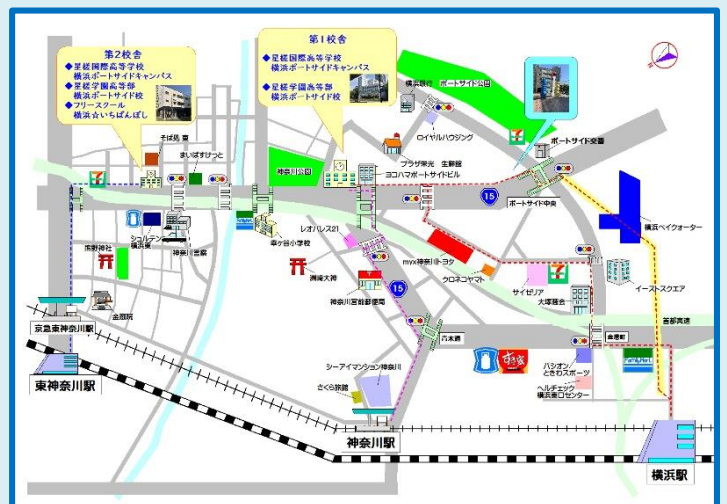 第2校舎
◆星槎国際高等学校
横浜ポートサイドキャンパス
◆星槎学園高等部
横浜ポートサイド校
◆フリースクール
横浜☆いちばんぼし
第1校舎
◆星槎国際高等学校
横浜ポートサイドキャンパス
◆星槎学園高等部
横浜ポートサイド校
横浜銀行
ポートサイド公園
ロイヤルハウジング
ポートサイド交番
そば処 東
まいばすけっと
神奈川公園
プラザ栄光 生鮮館
ヨコハマポートサイドビル
15
ポートサイド中央
横浜ベイクォーター
シュルテン
横浜東
神奈川警察
幸ヶ谷小学校
レオパレス21
熊野神社
洲崎大神
myx神奈川トヨタ
クロネコヤマト
サイゼリア
イーストスクエア
金蔵院
神奈川宮前郵便局
15
大塚商会
首都高速
京急東神奈川駅
青木通
金港町
東神奈川駅
シーアイマンション神奈川
すき家
FamilyMart
パシオン
ときわスポーツ
ヘルチェック
横浜東口センター
さくら旅館
神奈川駅
横浜駅